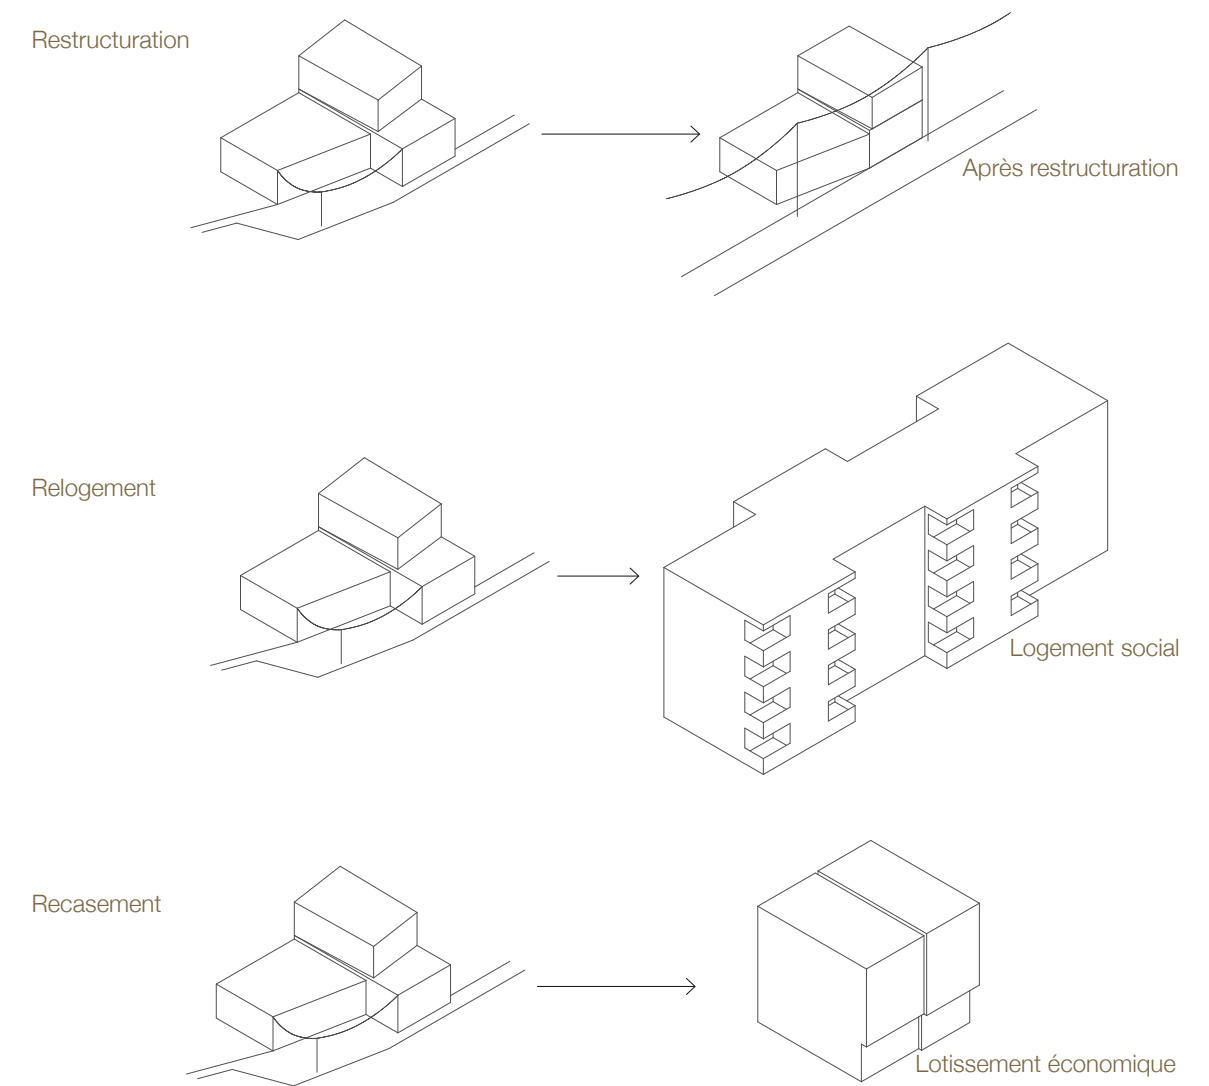 Restructuration
Après restructuration
Relogement
Logement social
Recasement
Lotissement économique